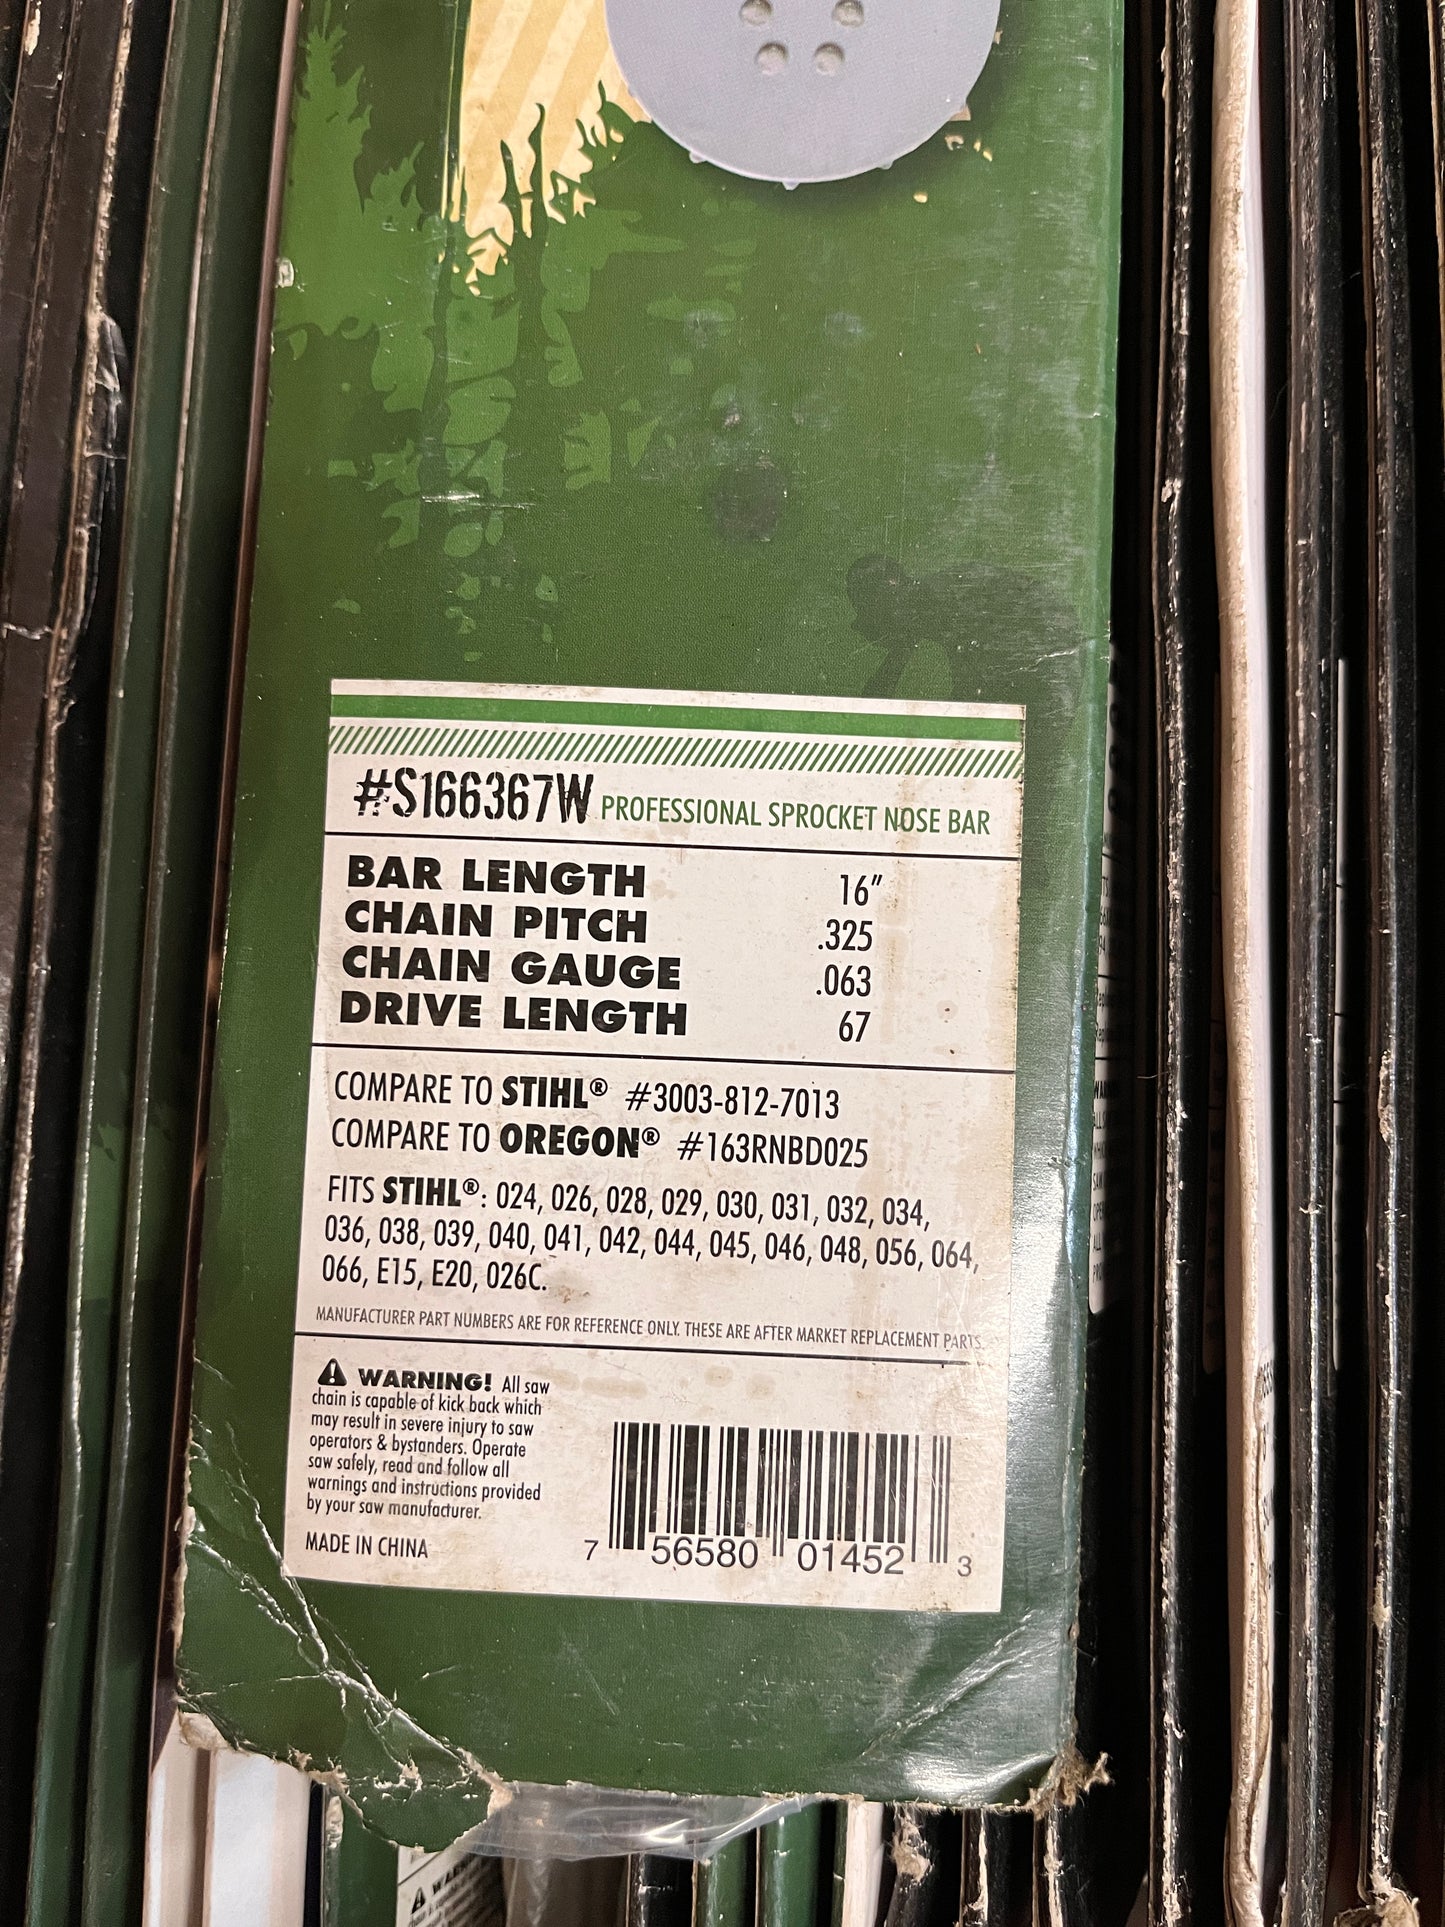 #S166367W PROFESSIONAL SPROCKET NOSE BAR
BAR LENGTH 16"
CHAIN PITCH .325
CHAIN GAUGE .063
DRIVE LENGTH 67
COMPARE TO STIHL® #3003-812-7013
COMPARE TO OREGON® #163RNBD025
FITS STIHL®: 024, 026, 028, 029, 030, 031, 032, 034,
036, 038, 039, 040, 041, 042, 044, 045, 046, 048, 056, 064,
066, E15, E20, 026C.
MANUFACTURER PART NUMBERS ARE FOR REFERENCE ONLY. THESE ARE AFTER MARKET REPLACEMENT PARTS.
WARNING! All saw
chain is capable of kick back which
may result in severe injury to saw
operators & bystanders. Operate
saw safely, read and follow all
warnings and instructions provided
by your saw manufacturer.
MADE IN CHINA
7 56580 01452 3